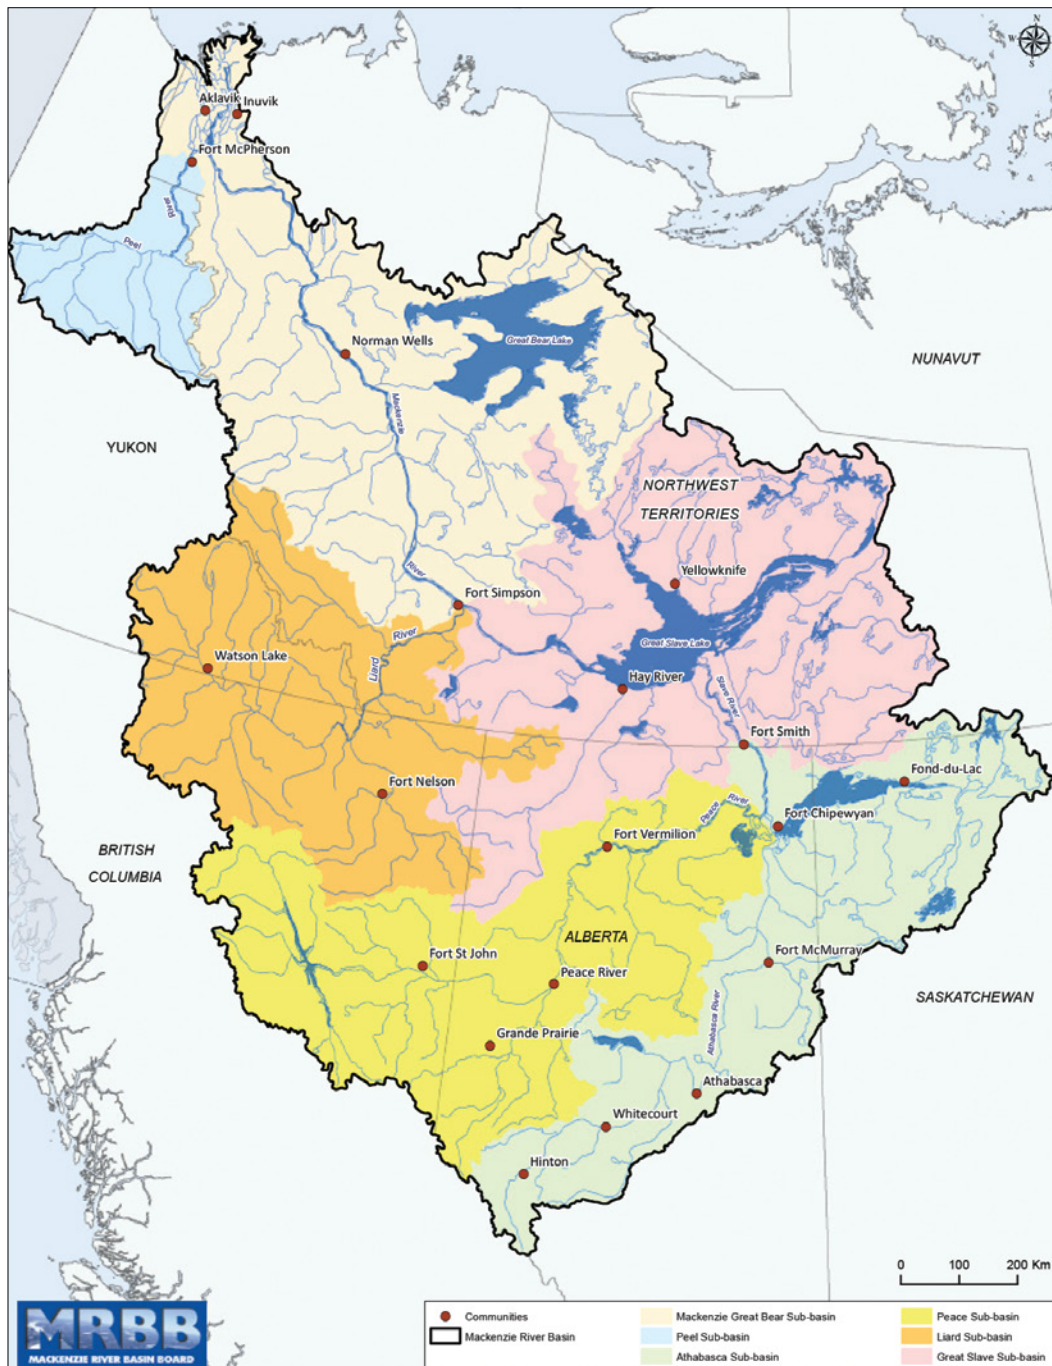 N
W E
S
Aklavik
Inuvik
Fort McPherson
River
Peel
Norman Wells
Great Bear Lake
NUNAVUT
Mackenzie
YUKON
NORTHWEST
TERRITORIES
River
Yellowknife
Fort Simpson
River
Great Slave Lake
Watson Lake
Liard
Hay River
Slave River
Fort Smith
Fond-du-Lac
Fort Nelson
Peace
River
Fort Chipewyan
Fort Vermilion
BRITISH
COLUMBIA
ALBERTA
Fort St John
Fort McMurray
Peace River
SASKATCHEWAN
Athabasca River
Grande Prairie
Athabasca
Whitecourt
Hinton
0 100 200 Km
MRBB
MACKENZIE RIVER BASIN BOARD
Communities
Mackenzie River Basin
Mackenzie Great Bear Sub-basin
Peel Sub-basin
Athabasca Sub-basin
Peace Sub-basin
Liard Sub-basin
Great Slave Sub-basin